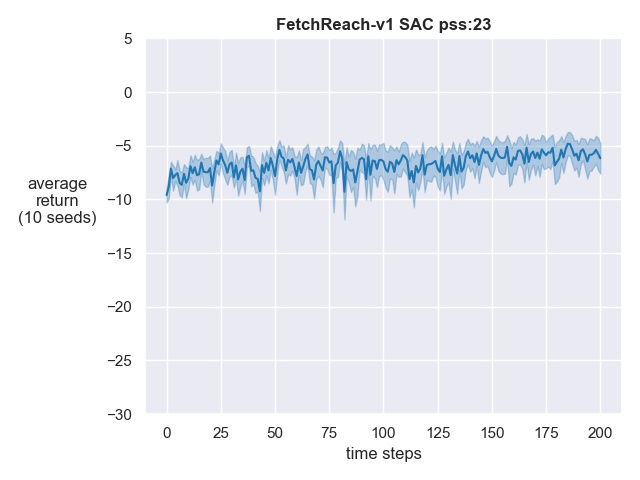 FetchReach-v1 SAC pss:23
5
0
−5
−10
−15
−20
−25
−30
average
return
(10 seeds)
0 25 50 75 100 125 150 175 200
time steps